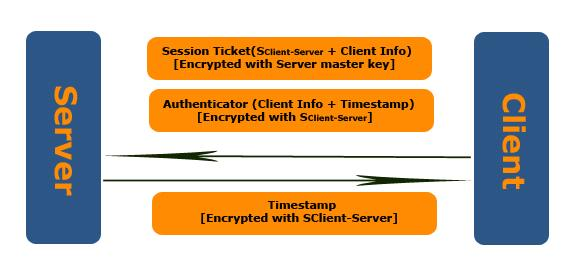 Server
Session Ticket(SClient-Server + Client Info)
[Encrypted with Server master key]
Authenticator (Client Info + Timestamp)
[Encrypted with SClient-Server]
Timestamp
[Encrypted with SClient-Server]
Client